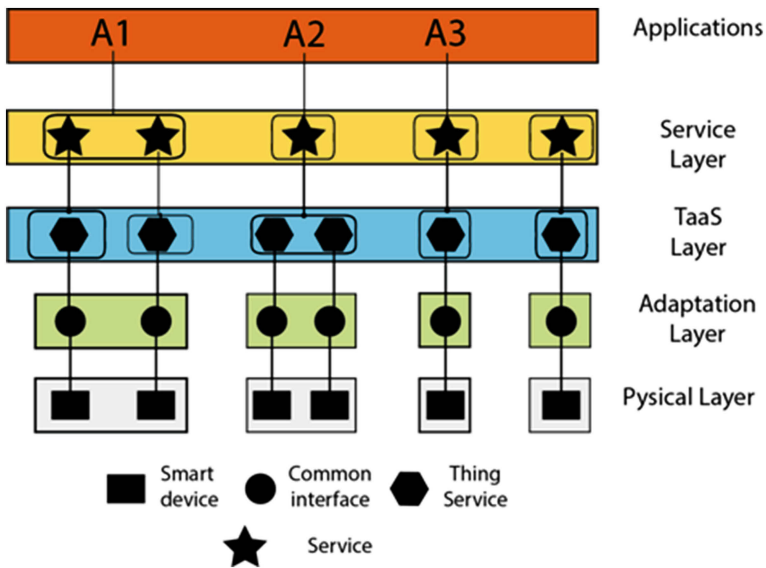 A1 A2 A3 Applications
Service
Layer
TaaS
Layer
Adaptation
Layer
Pysical Layer
Smart
device
Common
interface
Thing
Service
Service